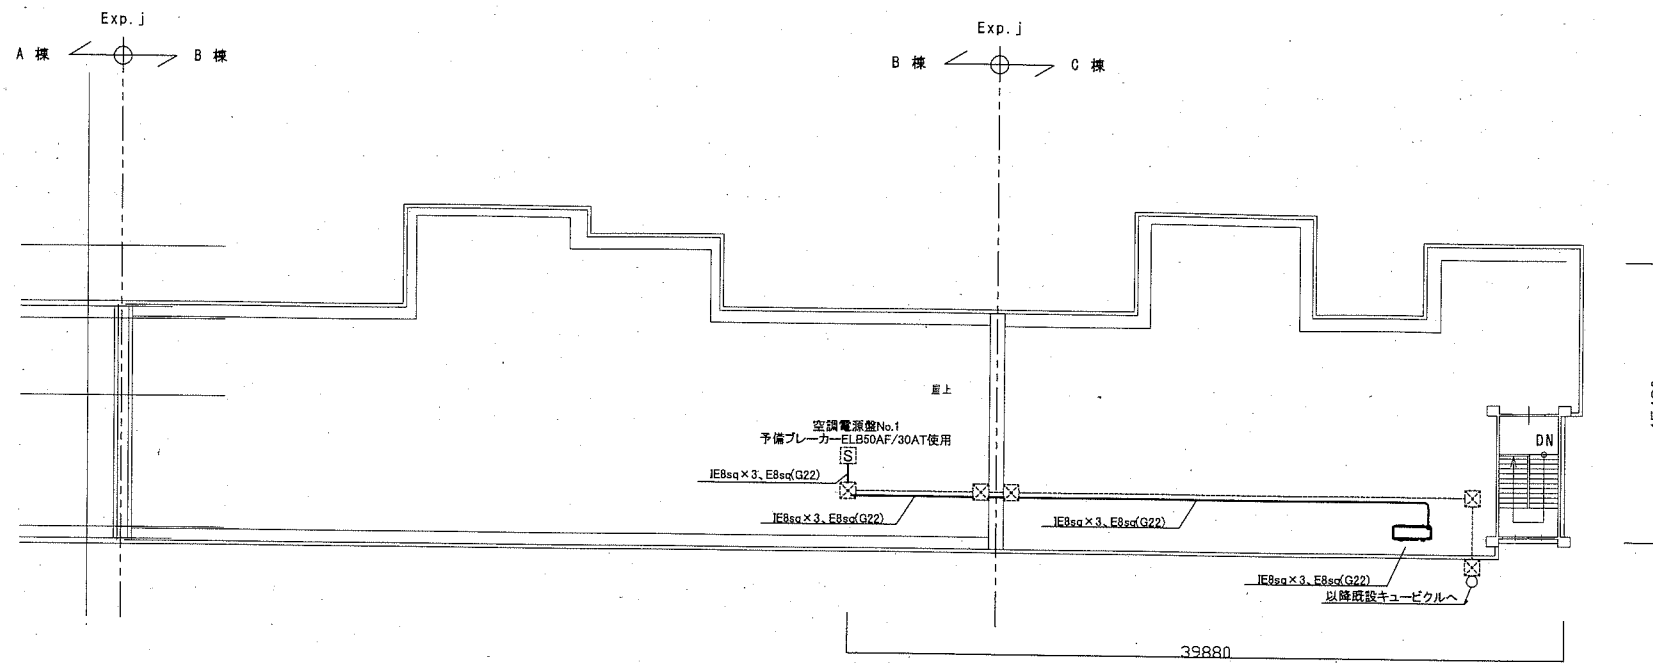 Exp.j
A 棟
B 棟
Exp.j
B 棟
C 棟
屋上
空調電源盤No.1
予備ブレーカーELB50AF/30AT使用
S
IE8sq×3、E8sq(G22)
IE8sq×3、E8sq(G22)
IE8sq×3、E8sq(G22)
DN
IE8sq×3、E8sq(G22)
以降既設キュービクルへ
39880